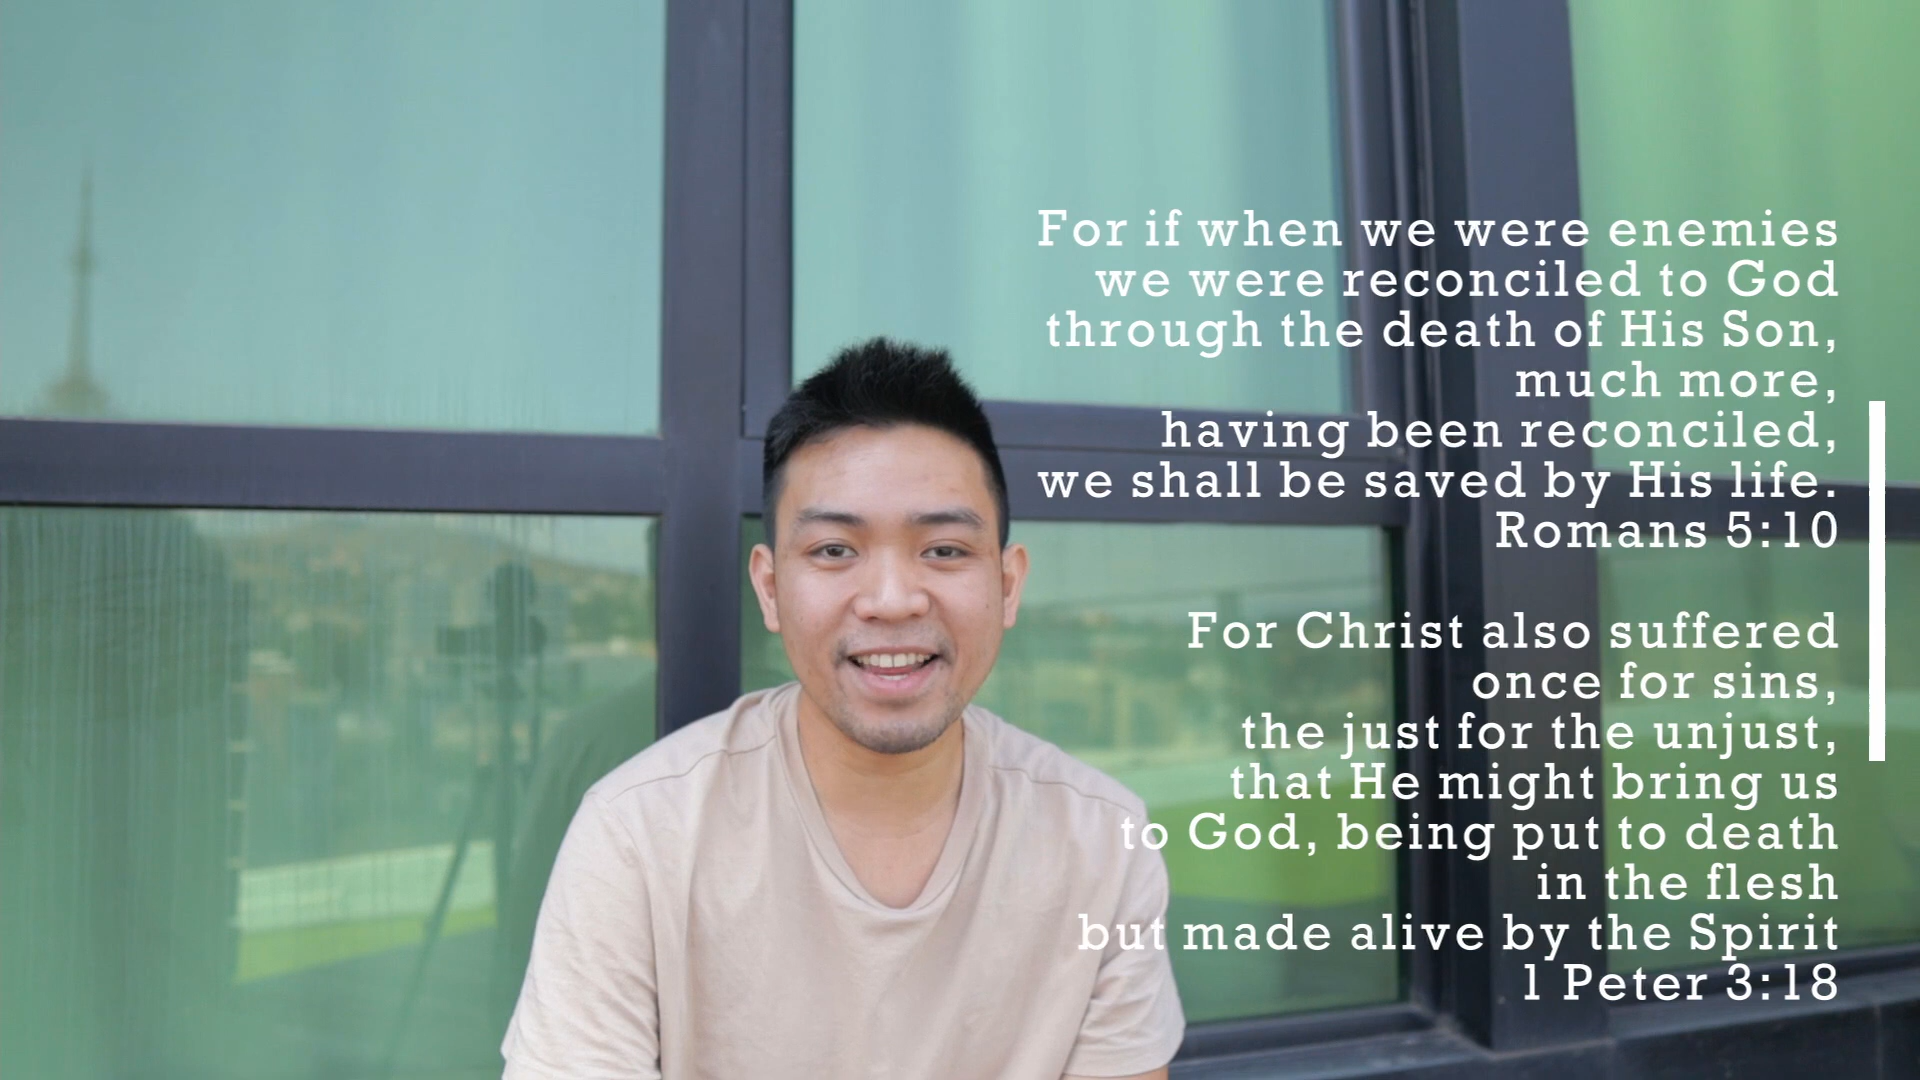 For if when we were enemies
we were reconciled to God
through the death of His Son,
much more,
having been reconciled,
we shall be saved by His life.
Romans 5:10
For Christ also suffered
once for sins,
the just for the unjust,
that He might bring us
to God, being put to death
in the flesh
but made alive by the Spirit
1 Peter 3:18